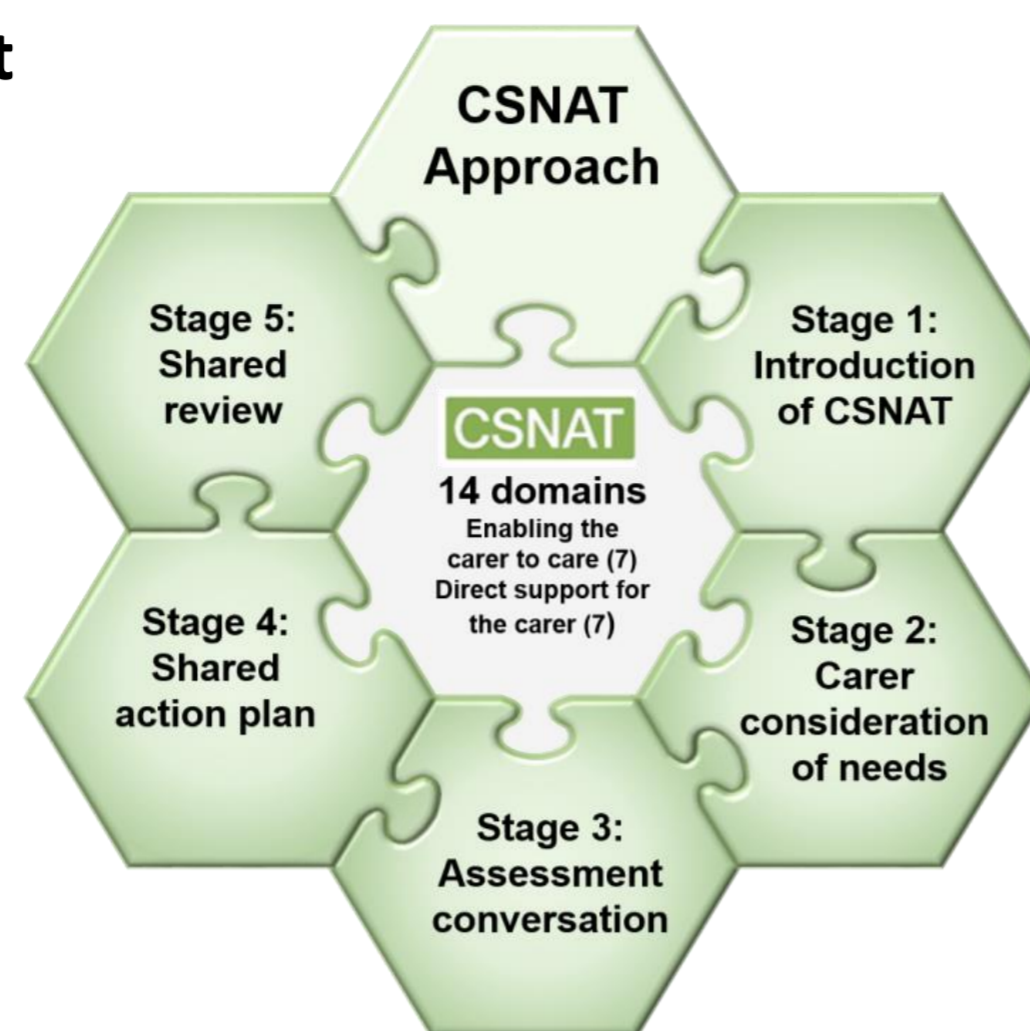 t
CSNAT
Approach
Stage 1:
Introduction
of CSNAT
Stage 2:
Carer
consideration
of needs
Stage 3:
Assessment
conversation
Stage 4:
Shared
action plan
Stage 5:
Shared
review
CSNAT
14 domains
Enabling the
carer to care (7)
Direct support for
the carer (7)